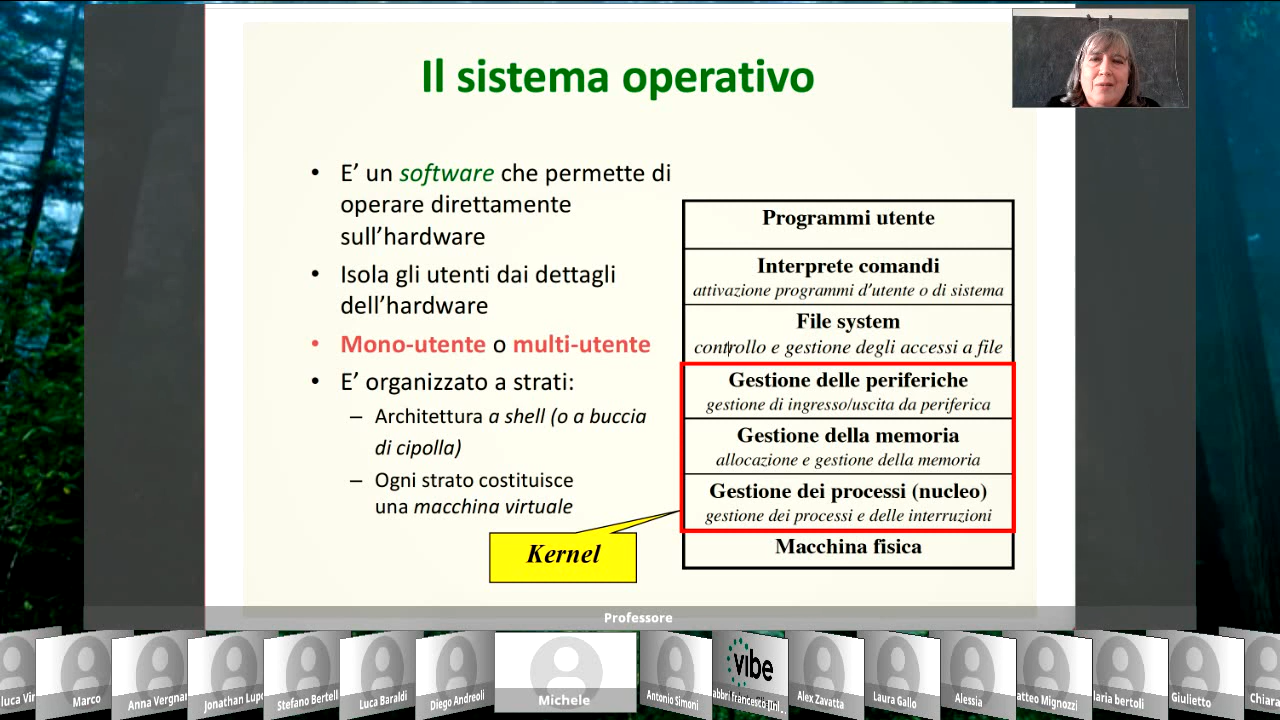 Il sistema operativo
• E' un software che permette di
operare direttamente
sull'hardware
• Isola gli utenti dai dettagli
dell'hardware
• Mono-utente o multi-utente
• E' organizzato a strati:
– Architettura a shell (o a buccia
di cipolla)
– Ogni strato costituisce
una macchina virtuale
Kernel
Programmi utente
Interprete comandi
attivazione programmi d'utente o di sistema
File system
controllo e gestione degli accessi a file
Gestione delle periferiche
gestione di ingresso/uscita da periferica
Gestione della memoria
allocazione e gestione della memoria
Gestione dei processi (nucleo)
gestione dei processi e delle interruzioni
Macchina fisica
Professore
luca Vir
Marco
Anna Vergnar
Jonathan Lupo
Stefano Bertell
Luca Baraldi
Diego Andreoli
Michele
Antonio Simoni
vibe
abbri francesco
Alex Zavatta
Laura Gallo
Alessia
atteo Mignozzi
laria bertoli
Giulietto
Chiara